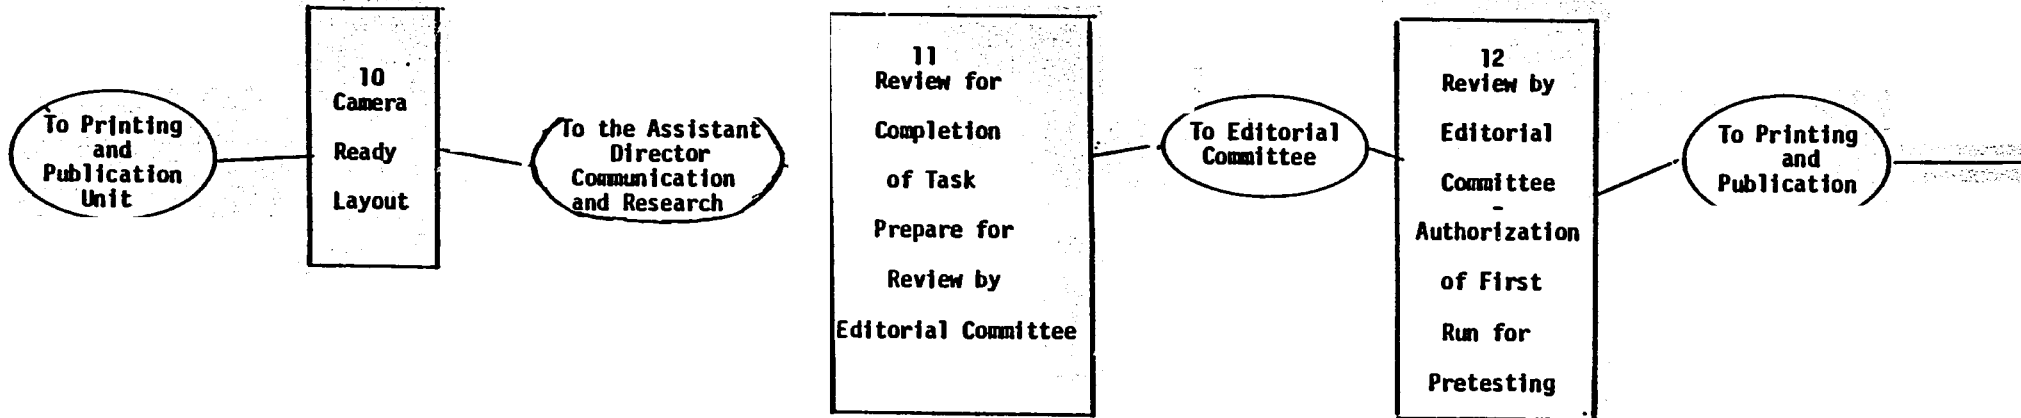 To Printing
and
Publication
Unit
10
Camera
Ready
Layout
To the Assistant
Director
Communication
and Research
11
Review for
Completion
of Task
Prepare for
Review by
Editorial Committee
To Editorial
Committee
12
Review by
Editorial
Committee
-
Authorization
of First
Run for
Pretesting
To Printing
and
Publication